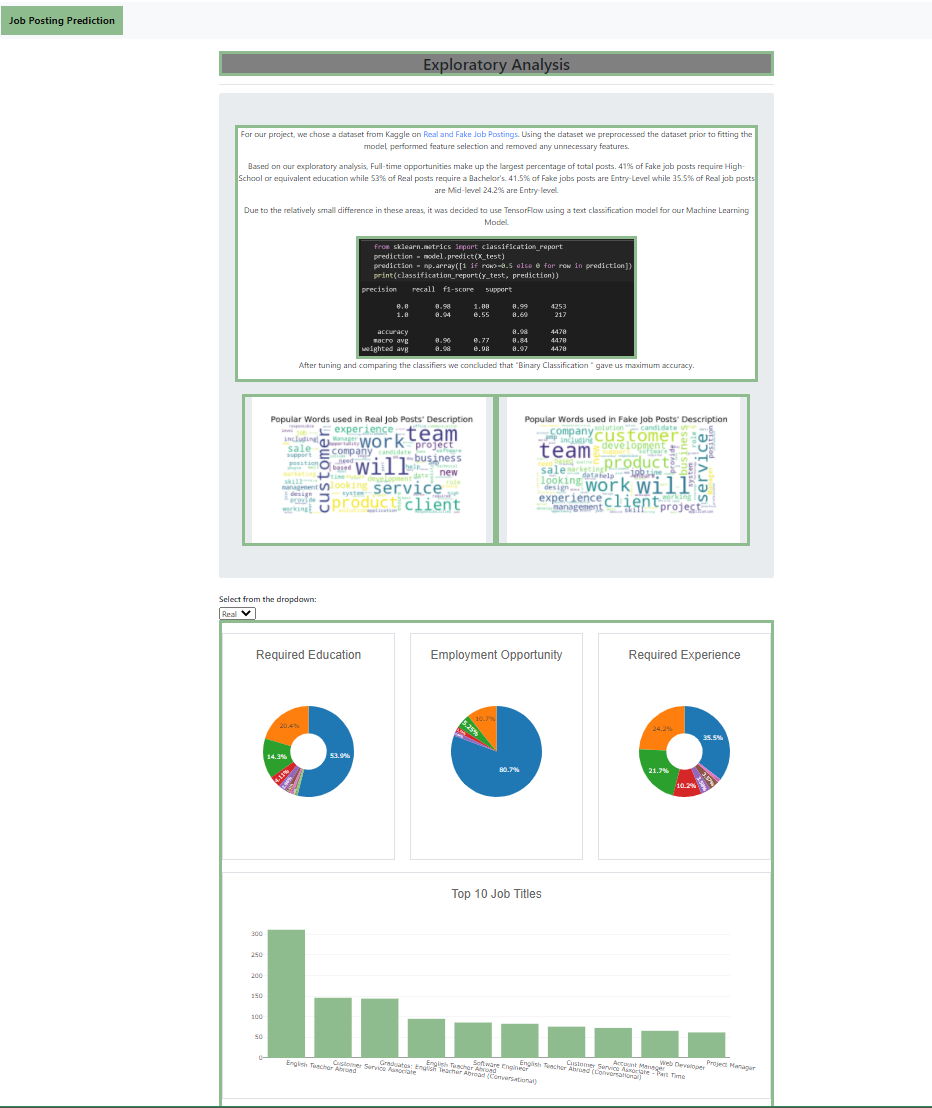 Job Posting Prediction
Exploratory Analysis
For our project, we chose a dataset from Kaggle on Real and Fake Job Postings. Using the dataset we preprocessed the dataset prior to fitting the
model, performed feature selection and removed any unnecessary features.
Based on our exploratory analysis, Full-time opportunities make up the largest percentage of total posts. 41% of Fake job posts require High-
School or equivalent education while 53% of Real posts require a Bachelor's. 41.5% of Fake jobs posts are Entry-Level while 35.5% of Real job posts
are Mid-level 24.2% are Entry-level.
Due to the relatively small difference in these areas, it was decided to use TensorFlow using a text classification model for our Machine Learning
Model.
from sklearn.metrics import classification_report
prediction = model.predict(X_test)
prediction = np.array([1 if row>=0.5 else 0 for row in prediction])
print(classification_report(y_test, prediction))
precision recall f1-score support
0.0 0.98 1.00 0.99 4253
1.0 0.94 0.55 0.69 217
accuracy 0.98 4470
macro avg 0.96 0.77 0.84 4470
weighted avg 0.98 0.98 0.97 4470
After tuning and comparing the classifiers we concluded that "Binary Classification " gave us maximum accuracy.
Popular Words used in Real Job Posts' Description
experience
including
work team
project
sale
company
support
business
position
based will
new
customer
skill
development
management
looking service
design
system
provide
product client
working
application
Popular Words used in Fake Job Posts' Description
solution candidate
company
customer
including
development
team
product
business
service
position
sale marketing
looking
help
time
system
design
work will
experience
client
working
management
skill
project
Select from the dropdown:
Real
Required Education
Employment Opportunity
Required Experience
20.4%
53.9%
14.3%
4.11%
10.7%
5.25%
80.7%
24.2%
35.5%
21.7%
10.2%
Top 10 Job Titles
300
250
200
150
100
50
0
English Teacher Abroad
Customer Service Associate
Graduates: English Teacher Abroad (Conversational)
English Teacher Abroad
Software Engineer
English Teacher Abroad (Conversational)
Customer Service Associate - Part Time
Account Manager
Web Developer
Project Manager